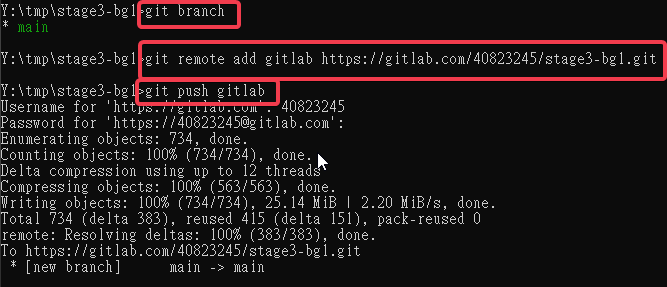 Y:\tmp\stage3-bg1>git branch
* main
Y:\tmp\stage3-bg1>git remote add gitlab https://gitlab.com/40823245/stage3-bg1.git
Y:\tmp\stage3-bg1>git push gitlab
Username for 'https://gitlab.com': 40823245
Password for 'https://40823245@gitlab.com':
Enumerating objects: 734, done.
Counting objects: 100% (734/734), done.
Delta compression using up to 12 threads
Compressing objects: 100% (563/563), done.
Writing objects: 100% (734/734), 25.14 MiB | 2.20 MiB/s, done.
Total 734 (delta 383), reused 415 (delta 151), pack-reused 0
remote: Resolving deltas: 100% (383/383), done.
To https://gitlab.com/40823245/stage3-bg1.git
* [new branch] main -> main